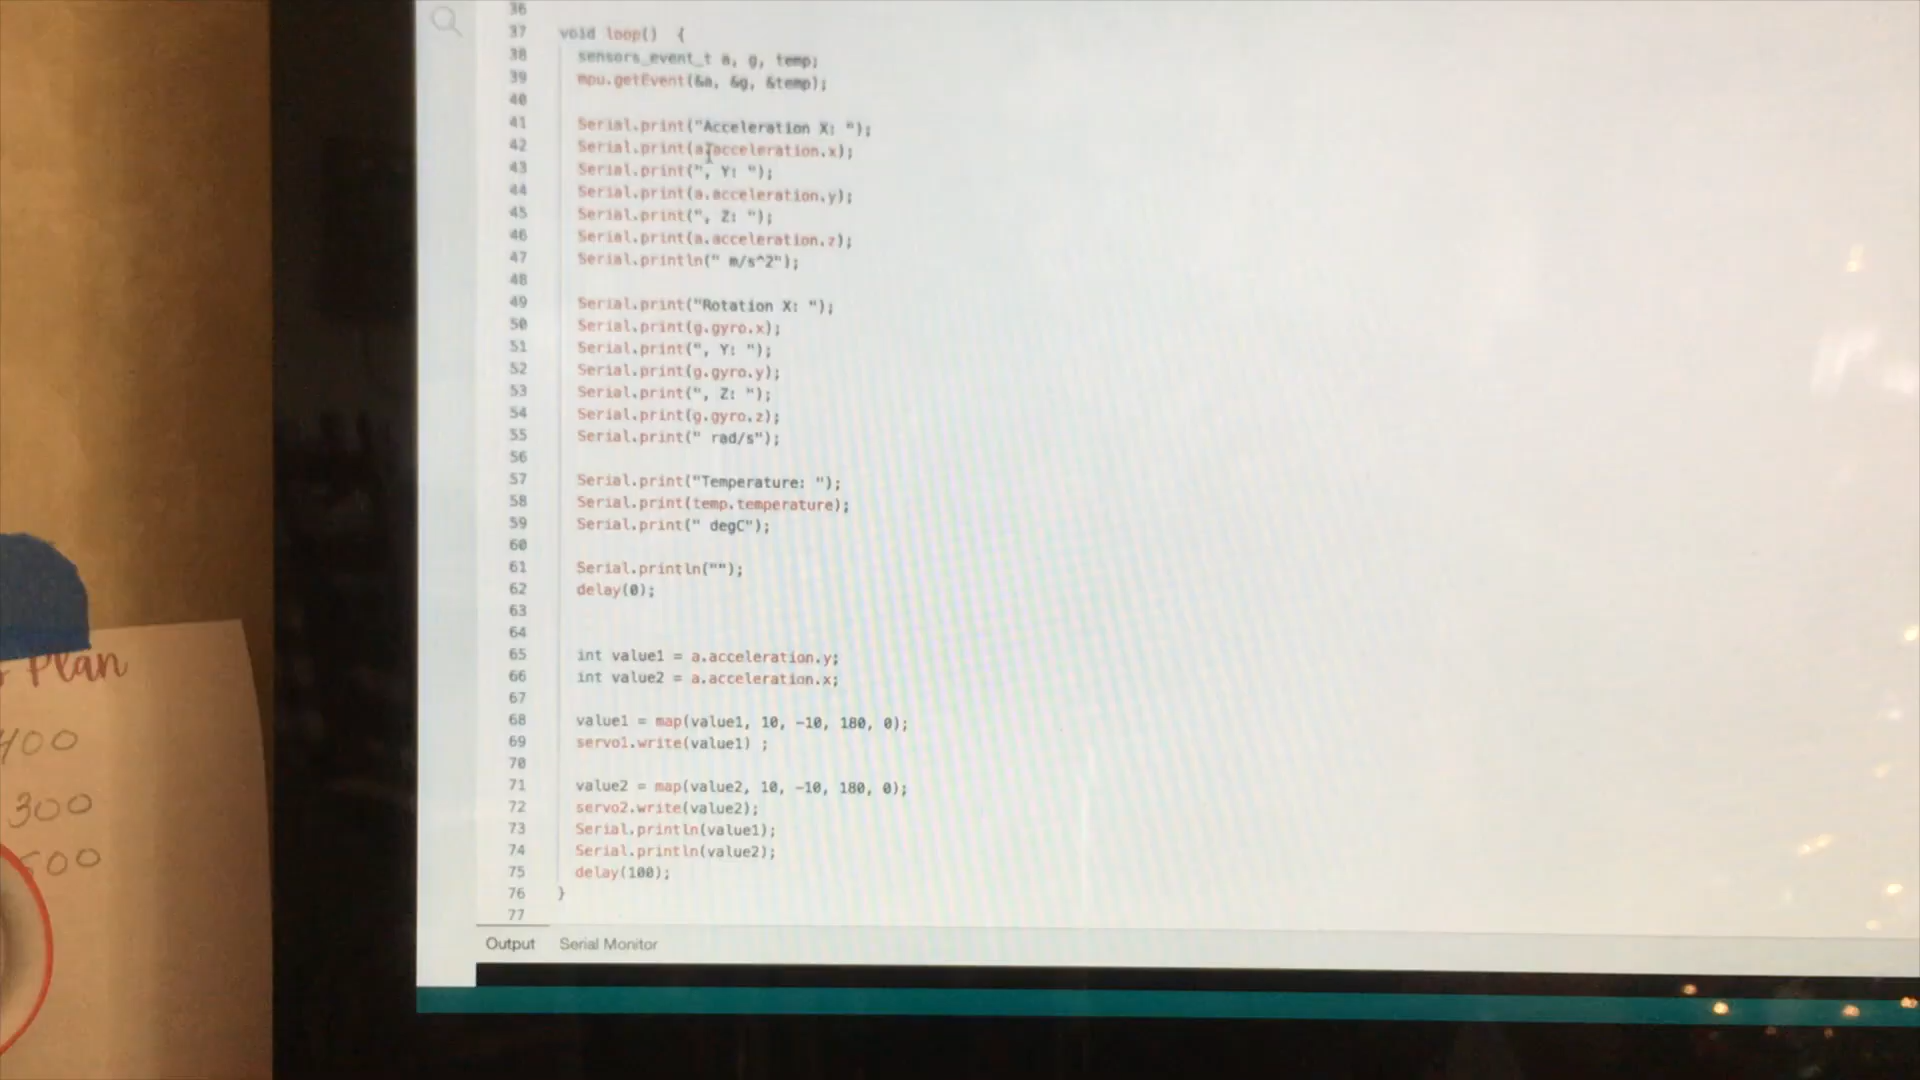 36
37 void loop() {
38 sensors_event_t a, g, temp;
39 mpu.getEvent(&a, &g, &temp);
40
41 Serial.print("Acceleration X: ");
42 Serial.print(a.acceleration.x);
43 Serial.print(", Y: ");
44 Serial.print(a.acceleration.y);
45 Serial.print(", Z: ");
46 Serial.print(a.acceleration.z);
47 Serial.println(" m/s^2");
48
49 Serial.print("Rotation X: ");
50 Serial.print(g.gyro.x);
51 Serial.print(", Y: ");
52 Serial.print(g.gyro.y);
53 Serial.print(", Z: ");
54 Serial.print(g.gyro.z);
55 Serial.print(" rad/s");
56
57 Serial.print("Temperature: ");
58 Serial.print(temp.temperature);
59 Serial.print(" degC");
60
61 Serial.println("");
62 delay(0);
63
64
65 int value1 = a.acceleration.y;
66 int value2 = a.acceleration.x;
67
68 value1 = map(value1, 10, -10, 180, 0);
69 servo1.write(value1) ;
70
71 value2 = map(value2, 10, -10, 180, 0);
72 servo2.write(value2);
73 Serial.println(value1);
74 Serial.println(value2);
75 delay(100);
76 }
77
Output Serial Monitor
Plan
400
300
500